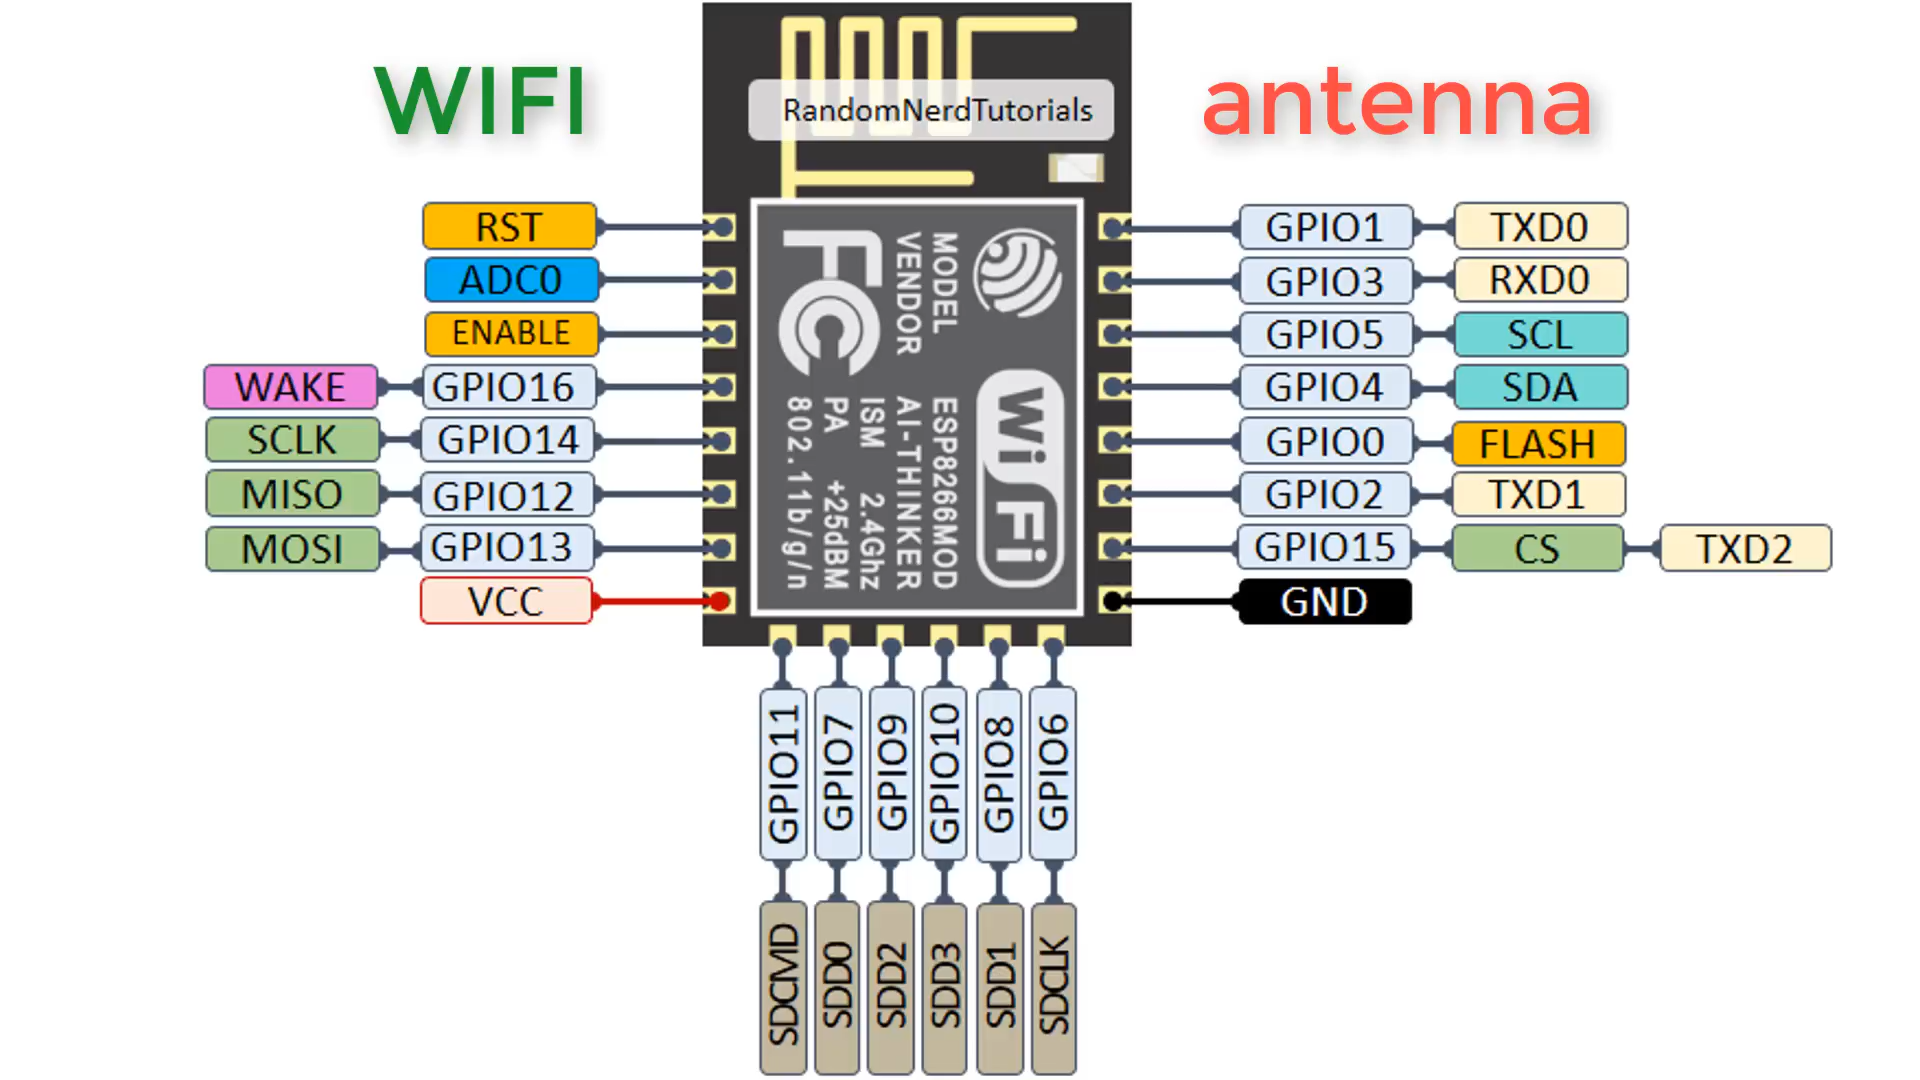 WIFI
antenna
RandomNerdTutorials
RST
GPIO1 TXD0
ADC0
GPIO3 RXD0
ENABLE
GPIO5 SCL
WAKE GPIO16
GPIO4 SDA
SCLK GPIO14
GPIO0 FLASH
MISO GPIO12
GPIO2 TXD1
MOSI GPIO13
GPIO15 CS TXD2
VCC
GND
FCC
MODEL ESP8266MOD
VENDOR AI-THINKER
ISM 2.4Ghz
PA +25dBM
802.11b/g/n
WiFi
GPIO11 SDCMD
GPIO7 SDD0
GPIO9 SDD2
GPIO10 SDD3
GPIO8 SDD1
GPIO6 SDCLK